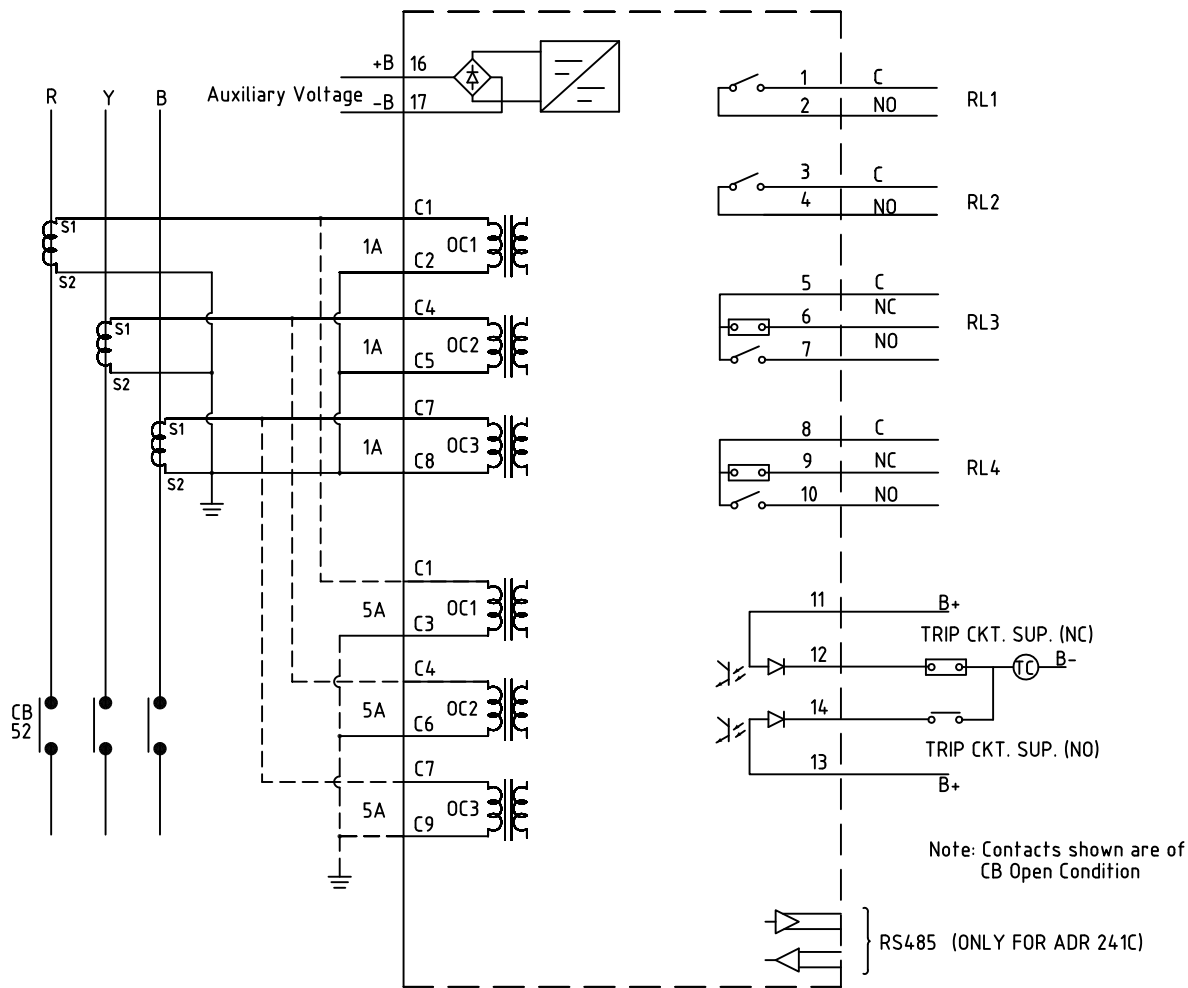 R Y B
Auxiliary Voltage
+B 16
-B 17
S1
S2
S1
S2
S1
S2
C1
1A OC1
C2
C4
1A OC2
C5
C7
1A OC3
C8
C1
5A OC1
C3
C4
5A OC2
C6
C7
5A OC3
C9
CB
52
1 C
2 NO
RL1
3 C
4 NO
RL2
5 C
NC
6
RL3
NO
7
8 C
9 NC
RL4
10 NO
11 B+
TRIP CKT. SUP. (NC)
12 TC B-
14
TRIP CKT. SUP. (NO)
13
B+
Note: Contacts shown are of
CB Open Condition
RS485 (ONLY FOR ADR 241C)